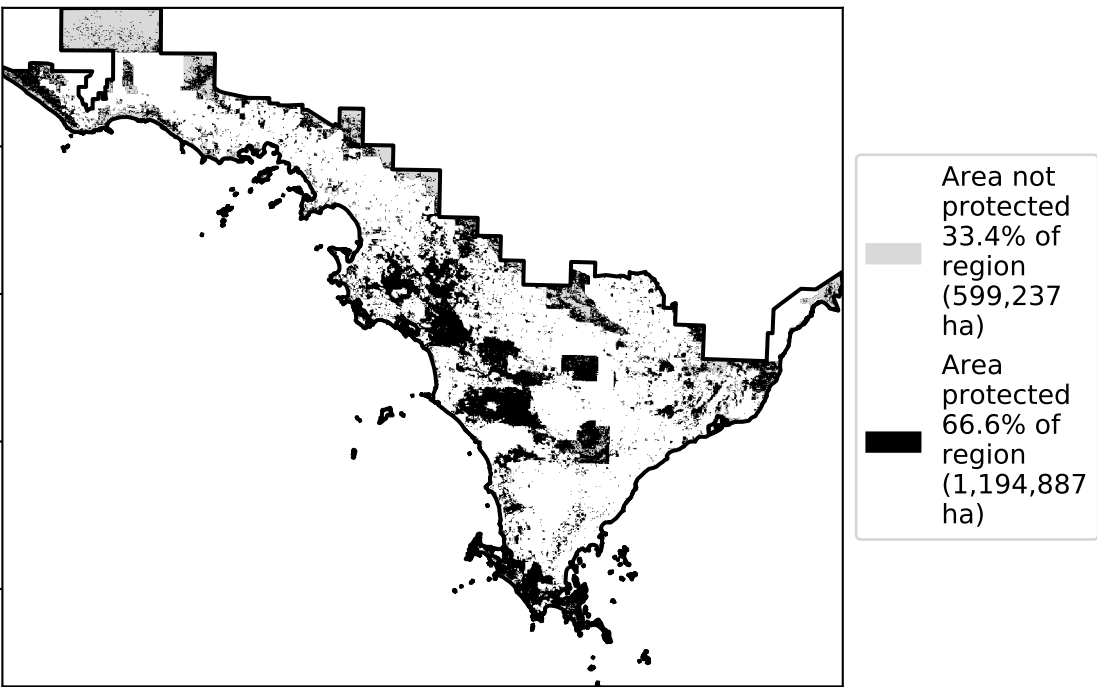 Area not
protected
33.4% of
region
(599,237
ha)
Area
protected
66.6% of
region
(1,194,887
ha)